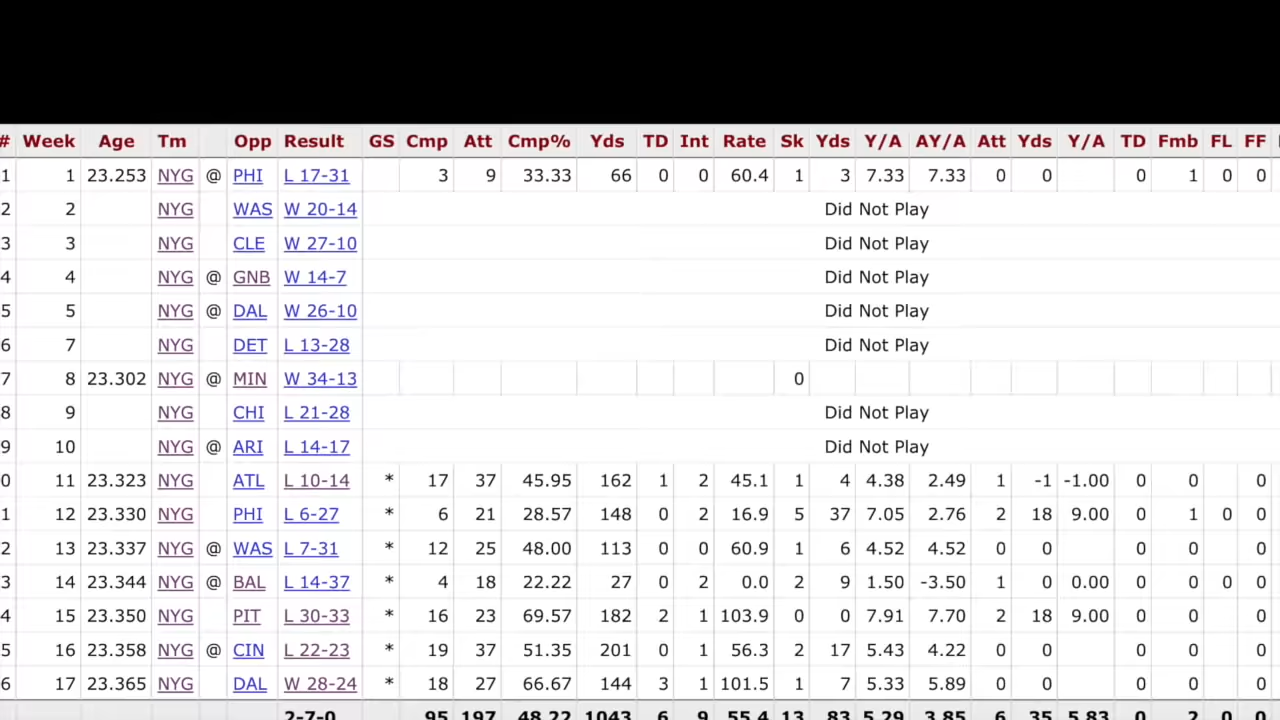 # Week Age Tm Opp Result GS Cmp Att Cmp% Yds TD Int Rate Sk Yds Y/A AY/A Att Yds Y/A TD Fmb FL FF
1 1 23.253 NYG @ PHI L 17-31 3 9 33.33 66 0 0 60.4 1 3 7.33 7.33 0 0 0 1 0 0
2 2 NYG WAS W 20-14 Did Not Play
3 3 NYG CLE W 27-10 Did Not Play
4 4 NYG @ GNB W 14-7 Did Not Play
5 5 NYG @ DAL W 26-10 Did Not Play
6 7 NYG DET L 13-28 Did Not Play
7 8 23.302 NYG @ MIN W 34-13 0
8 9 NYG CHI L 21-28 Did Not Play
9 10 NYG @ ARI L 14-17 Did Not Play
0 11 23.323 NYG ATL L 10-14 * 17 37 45.95 162 1 2 45.1 1 4 4.38 2.49 1 -1 -1.00 0 0 0
1 12 23.330 NYG PHI L 6-27 * 6 21 28.57 148 0 2 16.9 5 37 7.05 2.76 2 18 9.00 0 1 0 0
2 13 23.337 NYG @ WAS L 7-31 * 12 25 48.00 113 0 0 60.9 1 6 4.52 4.52 0 0 0 0 0
3 14 23.344 NYG @ BAL L 14-37 * 4 18 22.22 27 0 2 0.0 2 9 1.50 -3.50 1 0 0.00 0 0 0 0
4 15 23.350 NYG PIT L 30-33 * 16 23 69.57 182 2 1 103.9 0 0 7.91 7.70 2 18 9.00 0 0 0
5 16 23.358 NYG @ CIN L 22-23 * 19 37 51.35 201 0 1 56.3 2 17 5.43 4.22 0 0 0 0 0
6 17 23.365 NYG DAL W 28-24 * 18 27 66.67 144 3 1 101.5 1 7 5.33 5.89 0 0 0 0 0
2-7-0 95 197 48.22 1043 6 9 55.4 13 83 5.29 3.85 6 35 5.83 0 2 0 0